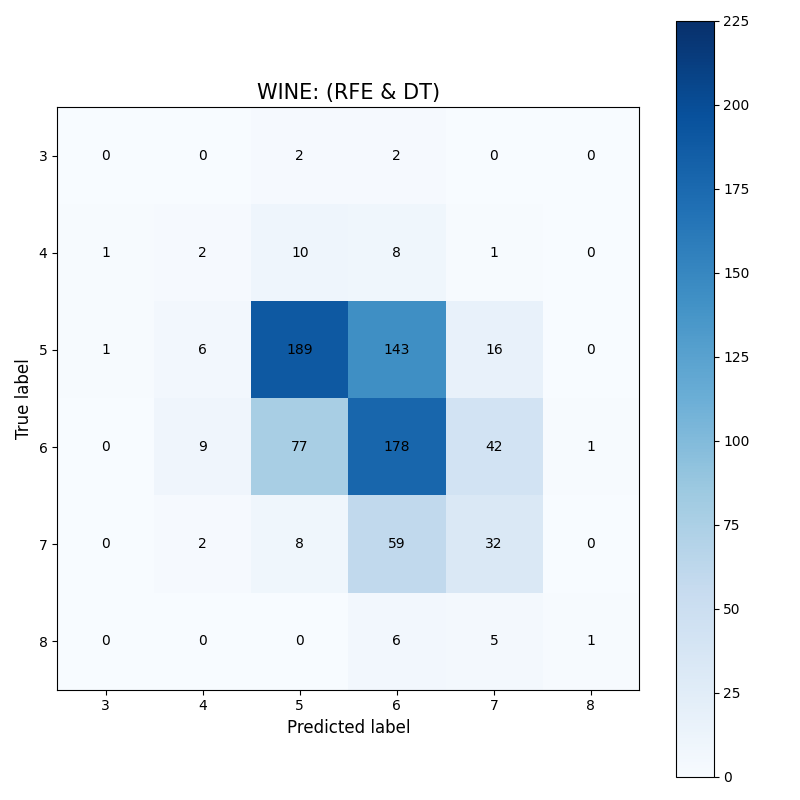 WINE: (RFE & DT)
3 0 0 2 2 0 0
4 1 2 10 8 1 0
5 1 6 189 143 16 0
6 0 9 77 178 42 1
7 0 2 8 59 32 0
8 0 0 0 6 5 1
3 4 5 6 7 8
Predicted label
True label
225
200
175
150
125
100
75
50
25
0